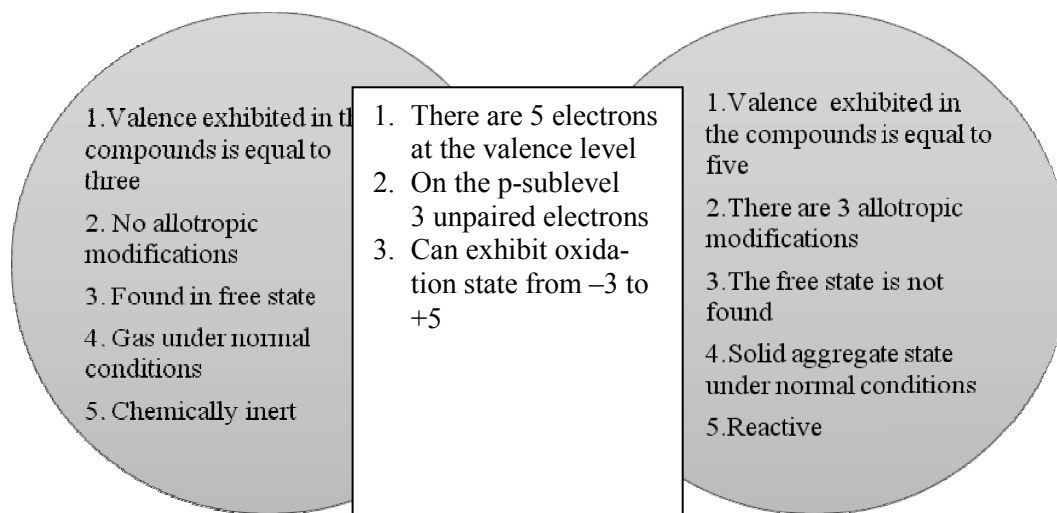 1.Valence exhibited in th
compounds is equal to
three
2. No allotropic
modifications
3. Found in free state
4. Gas under normal
conditions
5. Chemically inert
1. There are 5 electrons
at the valence level
2. On the p-sublevel
3 unpaired electrons
3. Can exhibit oxida-
tion state from –3 to
+5
1.Valence exhibited in
the compounds is equal to
five
2.There are 3 allotropic
modifications
3.The free state is not
found
4.Solid aggregate state
under normal conditions
5.Reactive